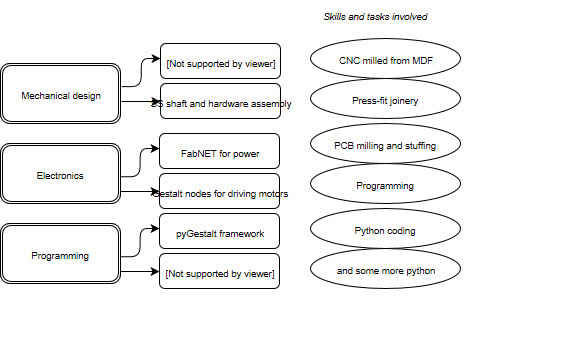 Skills and tasks involved
[Not supported by viewer]
CNC milled from MDF
Mechanical design
shaft and hardware assembly
Press-fit joinery
FabNET for power
PCB milling and stuffing
Electronics
Gestalt nodes for driving motors
Programming
pyGestalt framework
Python coding
Programming
[Not supported by viewer]
and some more python